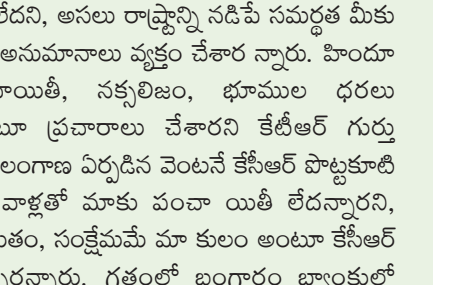 లేదని, అసలు రాష్ట్రాన్ని నడిపే సమర్థత మీకు
అనుమానాలు వ్యక్తం చేశార న్నారు. హిందూ
నక్సలిజం, భూముల ధరలు
ప్రచారాలు చేశారని కేటీఆర్ గుర్తు
ఏర్పడిన వెంటనే కేసీఆర్ పొట్టకూటి
వాళ్లతో మాకు పంచా యితీ లేదన్నారని,
సంక్షేమమే మా కులం అంటూ కేసీఆర్
గతంలో బంగారం బ్యాంకుల్లో